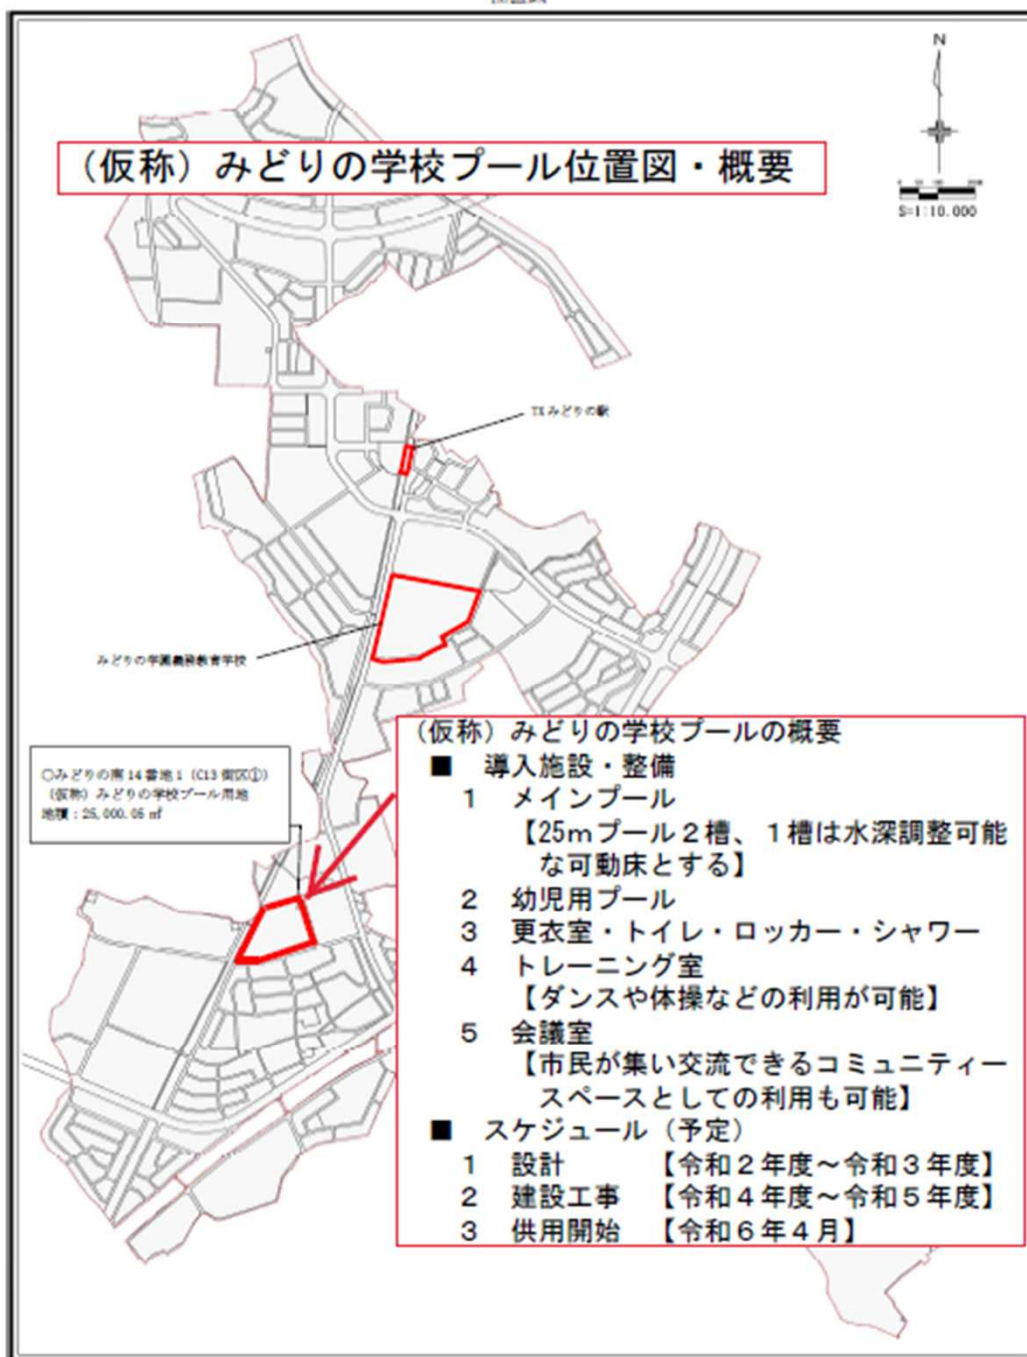 N
(仮称)みどりの学校プール位置図・概要
S=1:10,000
TXみどりの駅
みどりの学園義務教育学校
○みどりの南14番地1(C13街区①)
(仮称)みどりの学校プール用地
地積:25,000.05㎡
(仮称)みどりの学校プールの概要
■ 導入施設・整備
1 メインプール
【25mプール2槽、1槽は水深調整可能
な可動床とする】
2 幼児用プール
3 更衣室・トイレ・ロッカー・シャワー
4 トレーニング室
【ダンスや体操などの利用が可能】
5 会議室
【市民が集い交流できるコミュニティー
スペースとしての利用も可能】
■ スケジュール(予定)
1 設計 【令和2年度~令和3年度】
2 建設工事 【令和4年度~令和5年度】
3 供用開始 【令和6年4月】